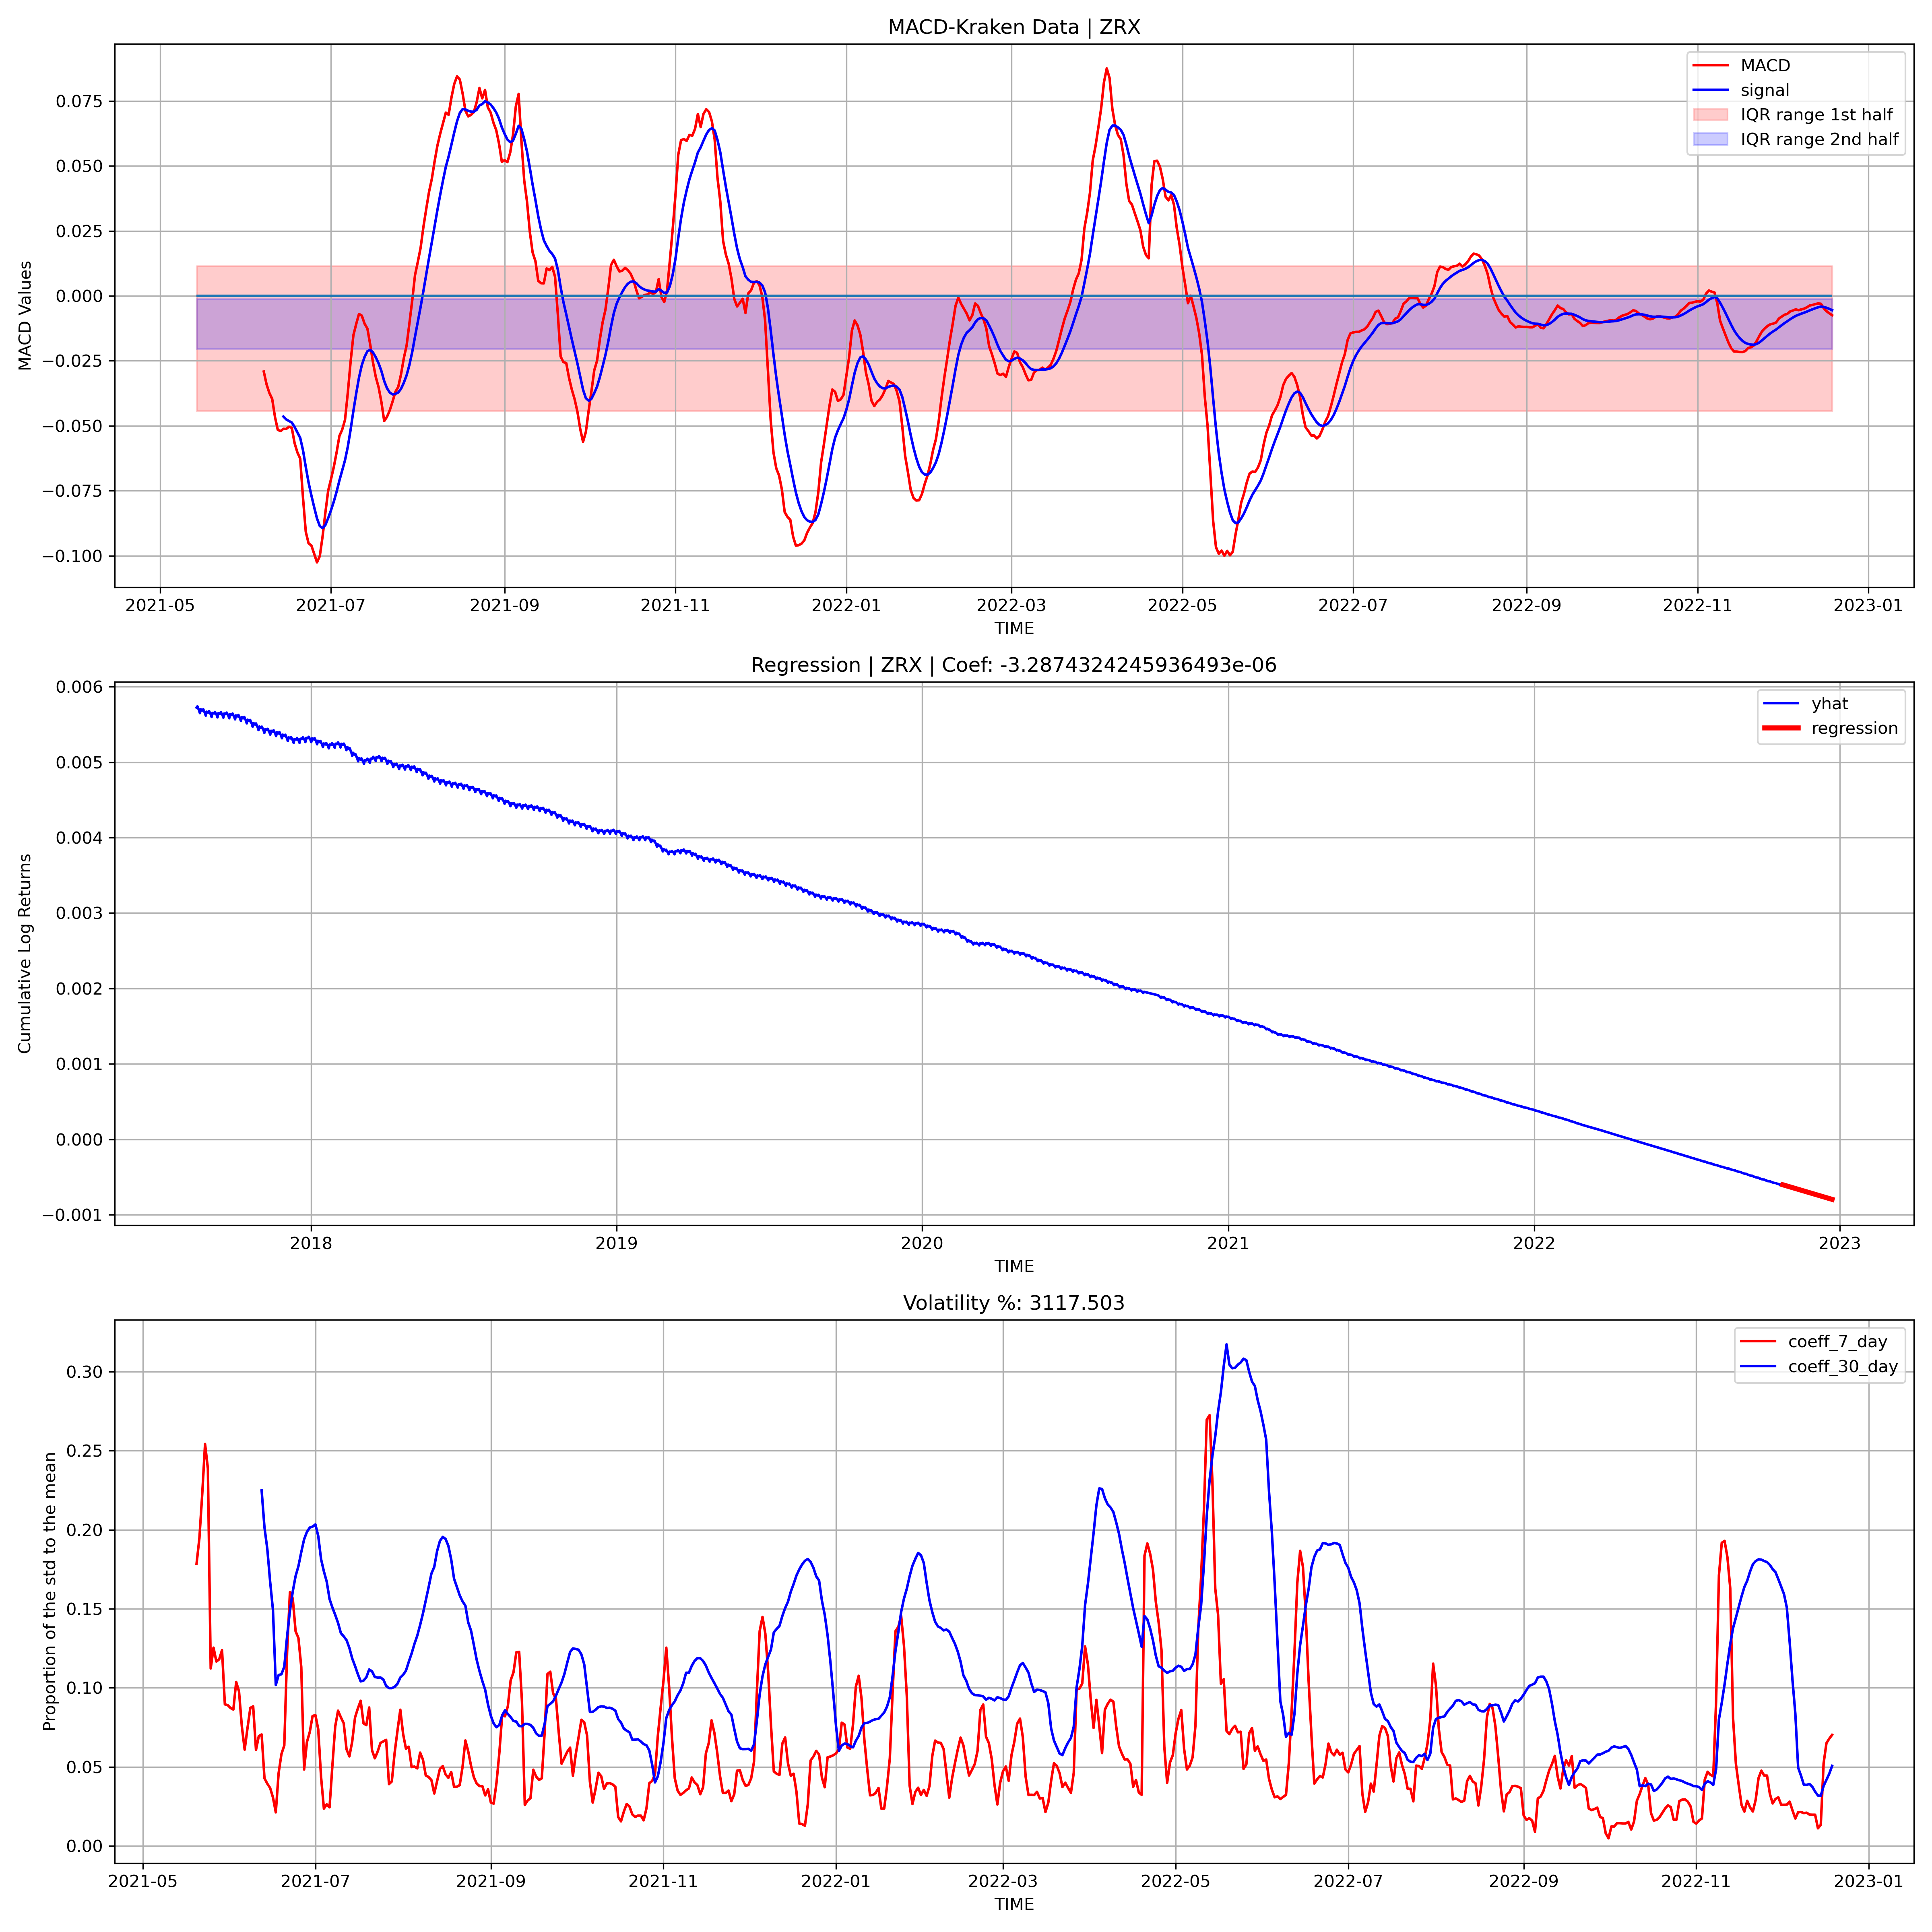 MACD-Kraken Data | ZRX
MACD
signal
IQR range 1st half
IQR range 2nd half
MACD Values
0.075
0.050
0.025
0.000
−0.025
−0.050
−0.075
−0.100
2021-05 2021-07 2021-09 2021-11 2022-01 2022-03 2022-05 2022-07 2022-09 2022-11 2023-01
TIME
Regression | ZRX | Coef: -3.2874324245936493e-06
yhat
regression
Cumulative Log Returns
0.006
0.005
0.004
0.003
0.002
0.001
0.000
−0.001
2018 2019 2020 2021 2022 2023
TIME
Volatility %: 3117.503
coeff_7_day
coeff_30_day
Proportion of the std to the mean
0.30
0.25
0.20
0.15
0.10
0.05
0.00
2021-05 2021-07 2021-09 2021-11 2022-01 2022-03 2022-05 2022-07 2022-09 2022-11 2023-01
TIME